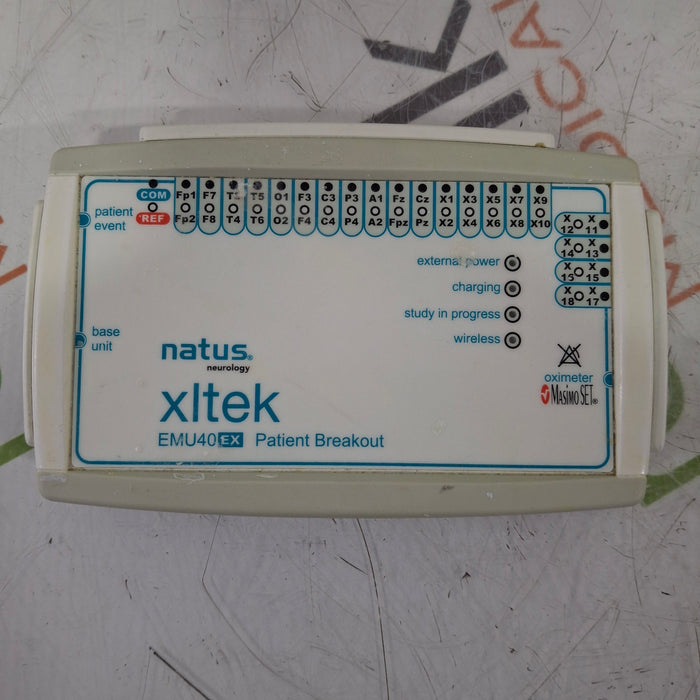 COM Fp1 F7 T3 T5 O1 F3 C3 P3 A1 Fz Cz X1 X3 X5 X7 X9
REF Fp2 F8 T4 T6 O2 F4 C4 P4 A2 Fpz Pz X2 X4 X6 X8 X10
patient
event
X 12 X 11
X 14 X 13
X 15 X 15
X 18 X 17
external power
charging
study in progress
wireless
base
unit
natus®
neurology
xltek
EMU40EX Patient Breakout
oximeter
Masimo SET®